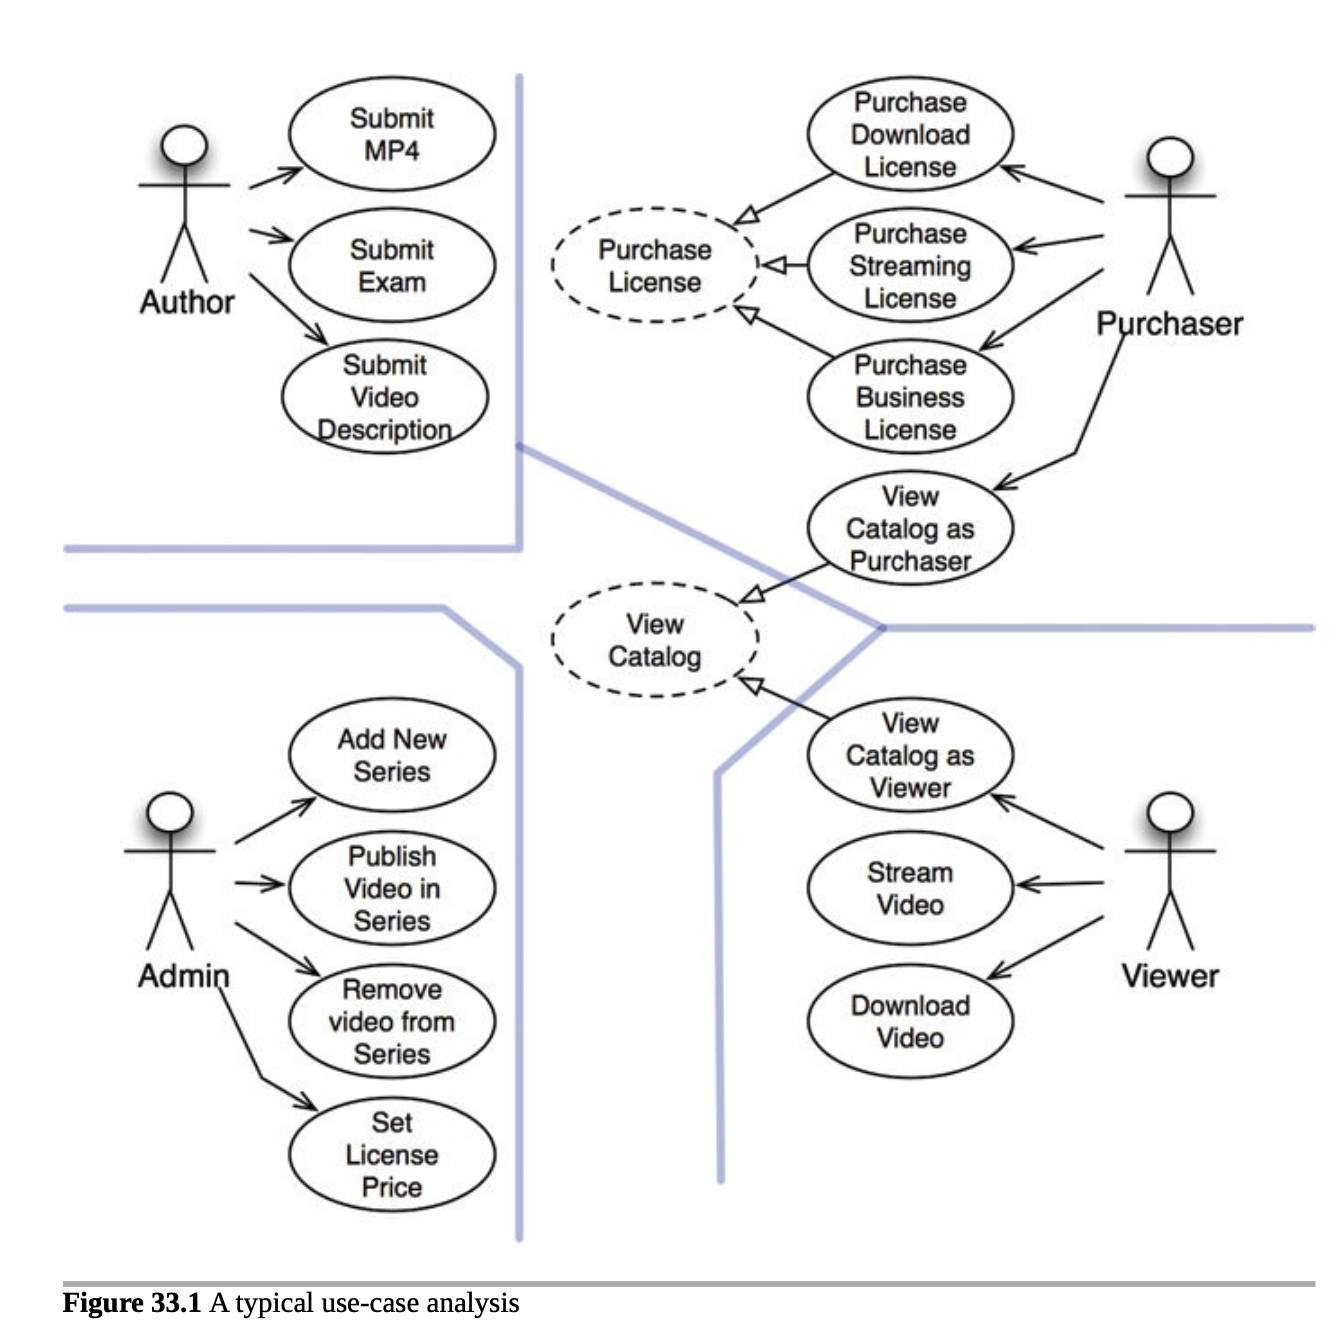 Submit
MP4
Submit
Exam
Submit
Video
Description
Author
Purchase
Download
License
Purchase
License
Purchase
Streaming
License
Purchase
Business
License
Purchaser
View
Catalog as
Purchaser
View
Catalog
Add New
Series
Publish
Video in
Series
Remove
video from
Series
Set
License
Price
Admin
View
Catalog as
Viewer
Stream
Video
Download
Video
Viewer
Figure 33.1 A typical use-case analysis